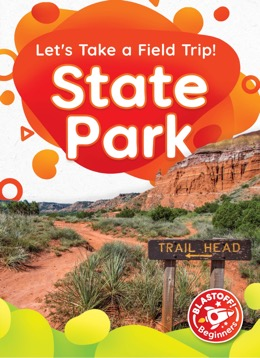 Let's Take a Field Trip!
State
Park
TRAIL HEAD
BLASTOFF!
Beginners